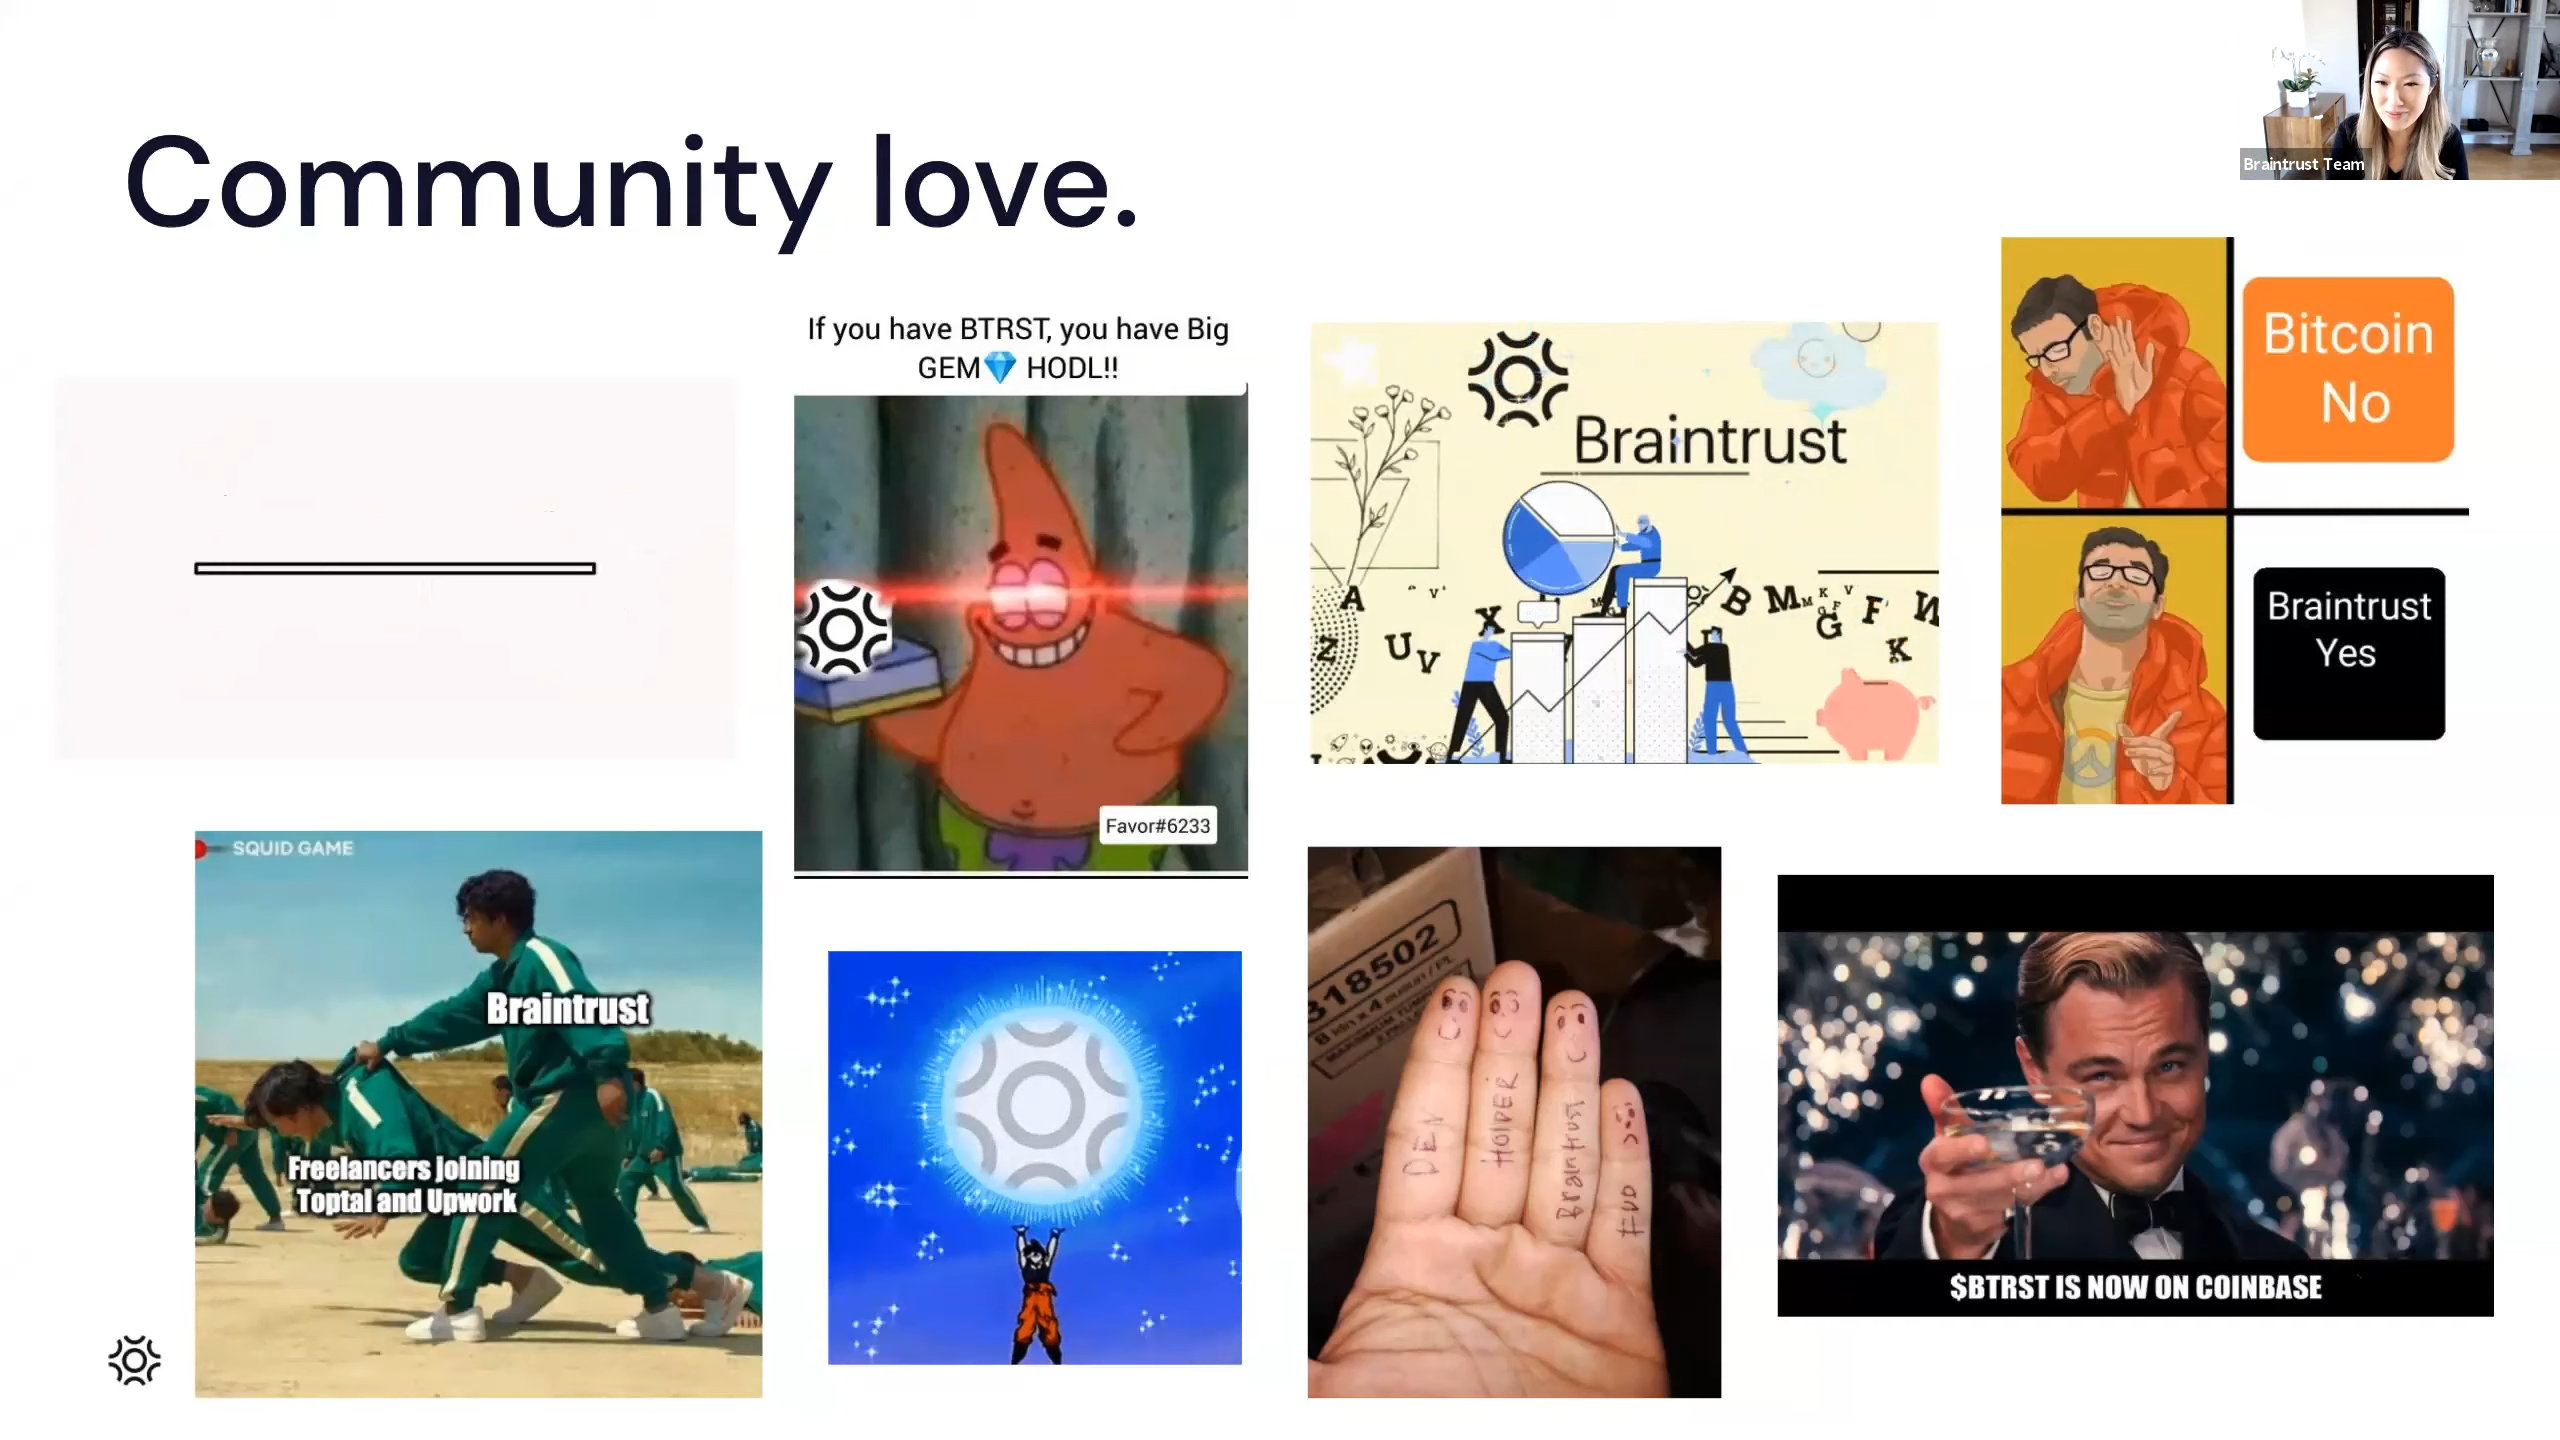 Community love.
Braintrust Team
If you have BTRST, you have Big
GEM💎 HODL!!
Favor#6233
Braintrust
A
V
X
B
M
M
K
V
G
F
F
Z
U
V
G
K
Bitcoin
No
Braintrust
Yes
SQUID GAME
Braintrust
Freelancers joining
Toptal and Upwork
318502
DEV
HOlDER
Braintrust
FUD
$BTRST IS NOW ON COINBASE